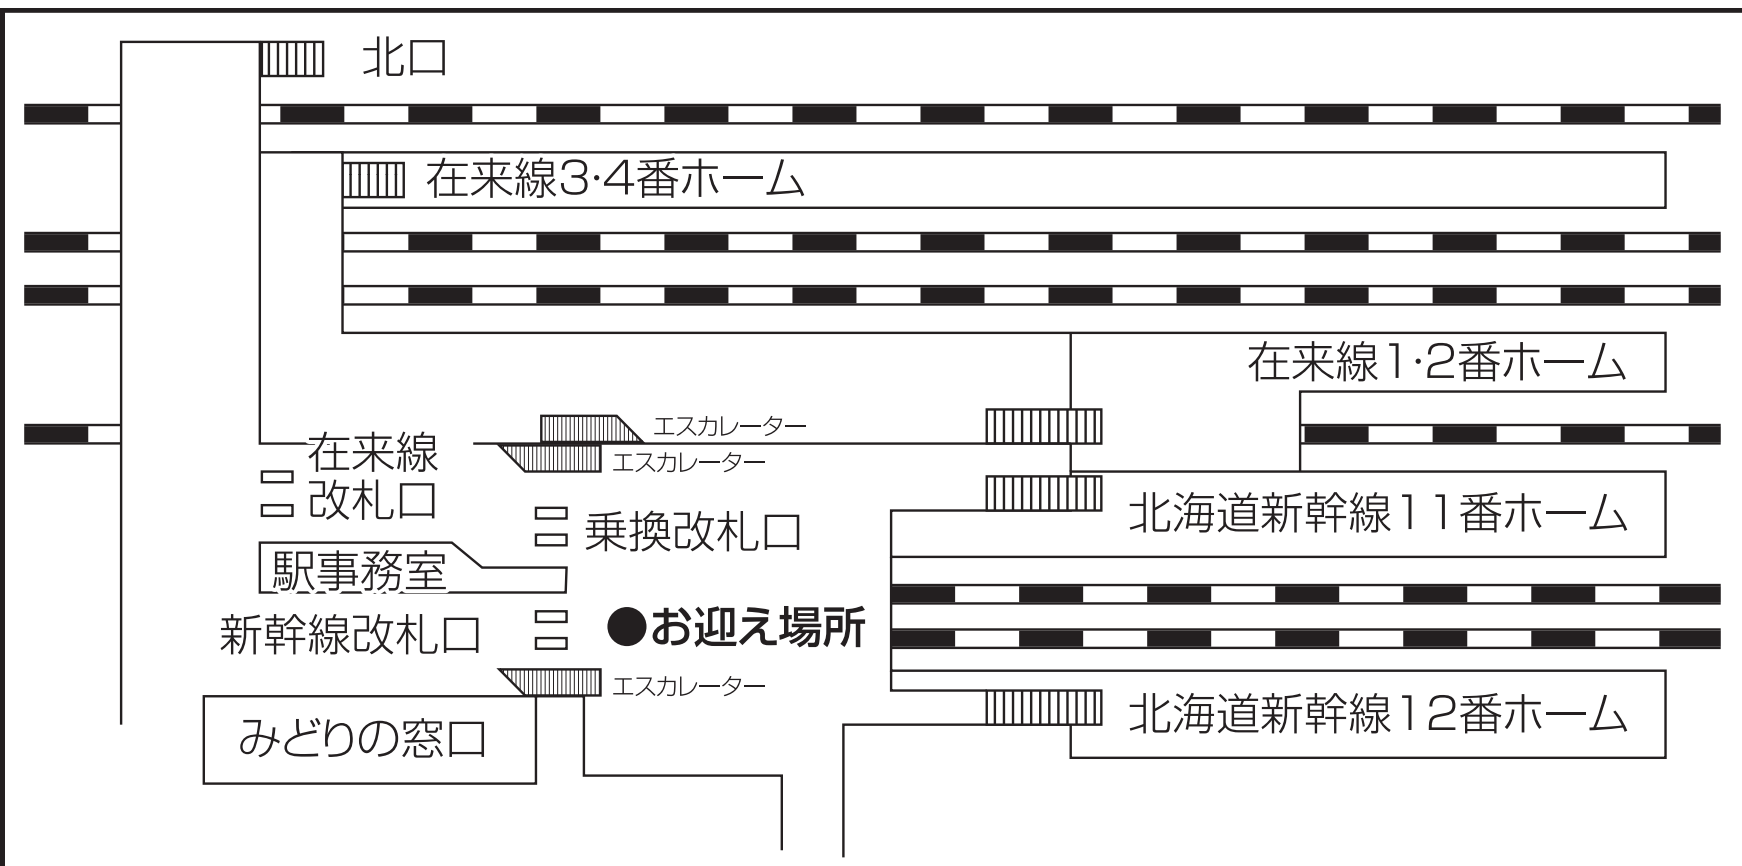 北口
在来線3・4番ホーム
在来線1・2番ホーム
エスカレーター
エスカレーター
在来線
改札口
北海道新幹線11番ホーム
乗換改札口
駅事務室
新幹線改札口
●お迎え場所
エスカレーター
北海道新幹線12番ホーム
みどりの窓口